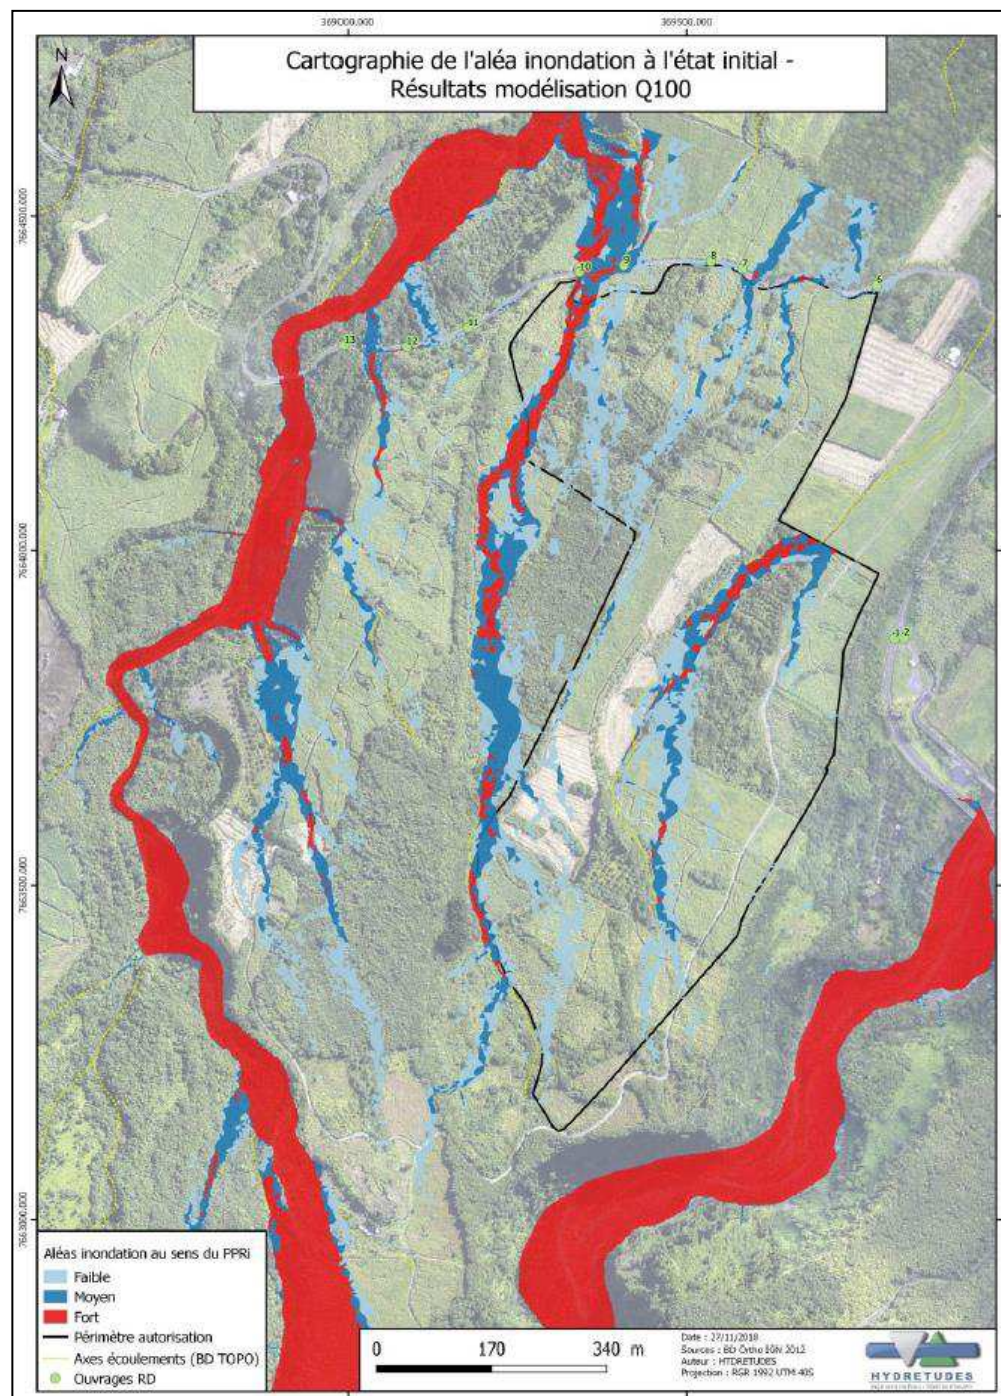 369000.000
369500.000
Cartographie de l'aléa inondation à l'état initial -
Résultats modélisation Q100
N
7664500.000
7664000.000
7663500.000
7663000.000
10
9
8
7
6
11
12
13
-3 -2
Aléas inondation au sens du PPRi
Faible
Moyen
Fort
Périmètre autorisation
Axes écoulements (BD TOPO)
Ouvrages RD
0 170 340 m
Date : 27/11/2018
Sources : BD Ortho IGN 2012
Auteur : HYDRETUDES
Projection : RGR 1992 UTM 40S
HYDRETUDES